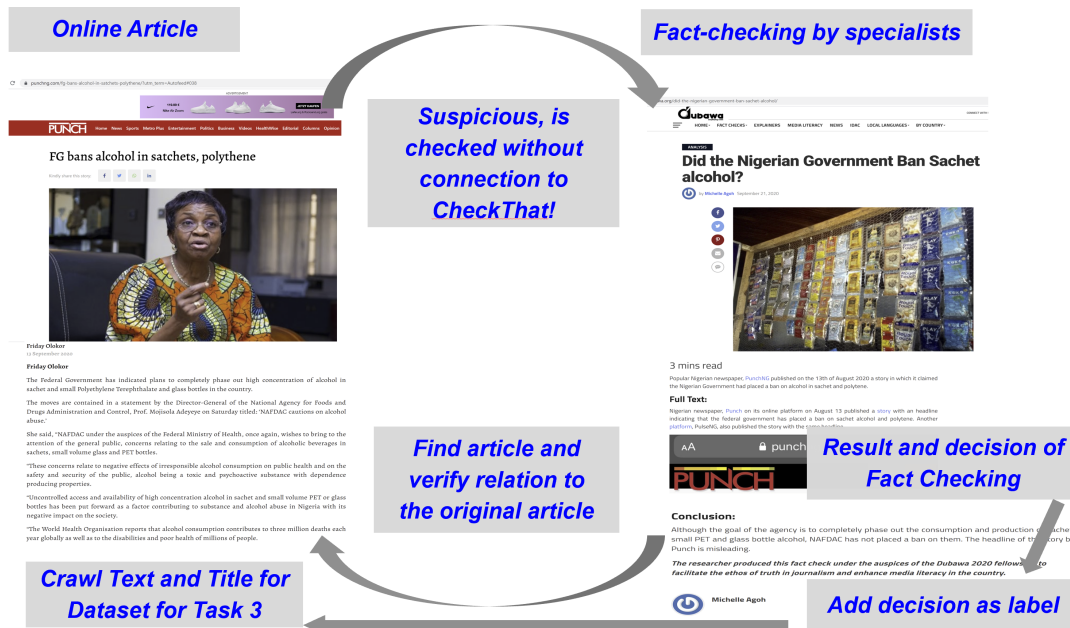 Online Article
Fact-checking by specialists
punchng.com/fg-bans-alcohol-in-satchets-polythene/?utm_term=Autofeed#036
ADVERTISEMENT
PUNCH
Home News Sports Metro Plus Entertainment Politics Business Videos HealthWise Editorial Columns Opinion
FG bans alcohol in satchets, polythene
Kindly share this story:
Friday Olokor
12 September 2020
Friday Olokor
The Federal Government has indicated plans to completely phase out high concentration of alcohol in
sachet and small Polyethylene Terephthalate and glass bottles in the country.
The moves are contained in a statement by the Director-General of the National Agency for Foods and
Drugs Administration and Control, Prof. Mojisola Adeyeye on Saturday titled: 'NAFDAC cautions on alcohol
abuse.'
She said, "NAFDAC under the auspices of the Federal Ministry of Health, once again, wishes to bring to the
attention of the general public, concerns relating to the sale and consumption of alcoholic beverages in
sachets, small volume glass and PET bottles.
"These concerns relate to negative effects of irresponsible alcohol consumption on public health and on the
safety and security of the public, alcohol being a toxic and psychoactive substance with dependence
producing properties.
"Uncontrolled access and availability of high concentration alcohol in sachet and small volume PET or glass
bottles has been put forward as a factor contributing to substance and alcohol abuse in Nigeria with its
negative impact on the society.
"The World Health Organisation reports that alcohol consumption contributes to three million deaths each
year globally as well as to the disabilities and poor health of millions of people.
Suspicious, is
checked without
connection to
CheckThat!
Find article and
verify relation to
the original article
.org/did-the-nigerian-government-ban-sachet-alcohol/
Dubawa
HOME FACT CHECKS EXPLAINERS MEDIA LITERACY NEWS IDAC LOCAL LANGUAGES BY COUNTRY
ANALYSIS
Did the Nigerian Government Ban Sachet
alcohol?
by Michelle Agoh September 21, 2020
3 mins read
Popular Nigerian newspaper, PunchNG published on the 13th of August 2020 a story in which it claimed
the Nigerian Government had placed a ban on alcohol in sachet and polytene.
Full Text:
Nigerian newspaper, Punch on its online platform on August 13 published a story with an headline
indicating that the federal government has placed a ban on sachet alcohol and polytene. Another
platform, PulseNG, also published the story with the same headline.
AA
punch
PUNCH
Result and decision of
Fact Checking
Conclusion:
Although the goal of the agency is to completely phase out the consumption and production
small PET and glass bottle alcohol, NAFDAC has not placed a ban on them. The headline of the
Punch is misleading.
The researcher produced this fact check under the auspices of the Dubawa 2020 to
facilitate the ethos of truth in journalism and enhance media literacy in the country.
Michelle Agoh
Add decision as label
Crawl Text and Title for
Dataset for Task 3